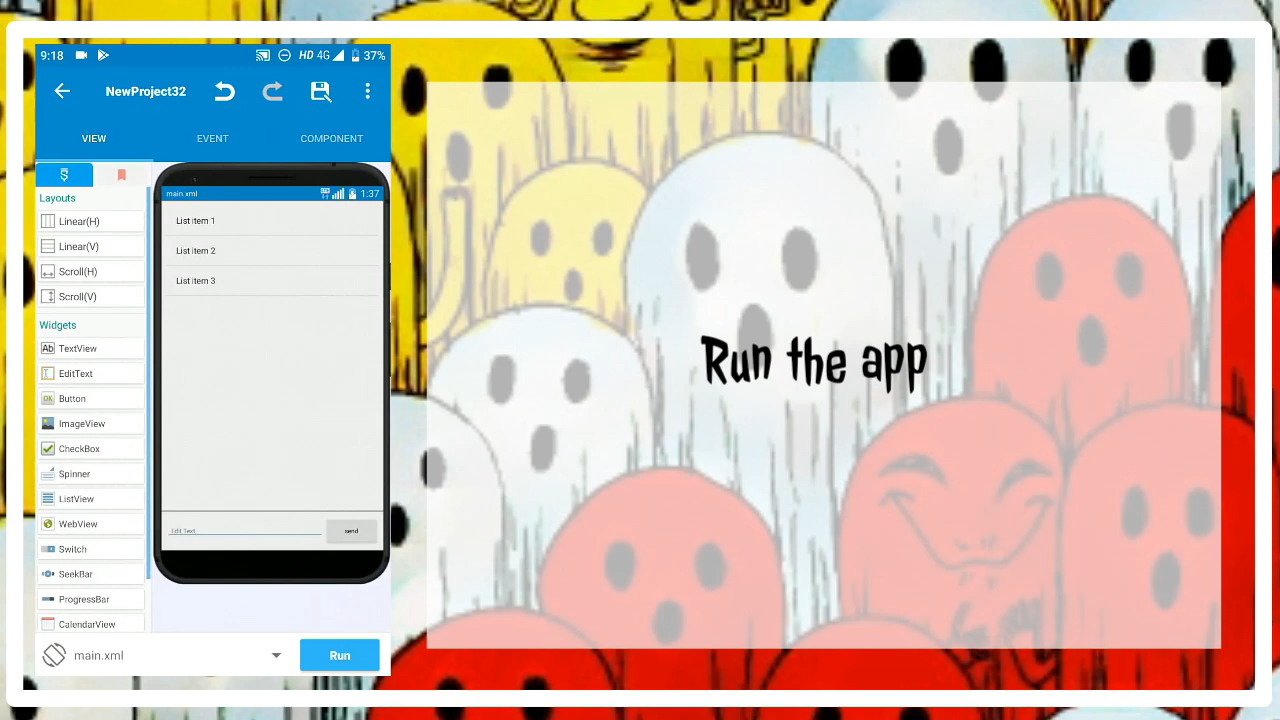 9:18 HD 4G 37%
NewProject32
VIEW EVENT COMPONENT
Layouts
Linear(H)
Linear(V)
Scroll(H)
Scroll(V)
Widgets
TextView
Ab
EditText
Button
OK
ImageView
CheckBox
Spinner
ListView
WebView
Switch
SeekBar
ProgressBar
CalendarView
main.xml 1:37
List item 1
List item 2
List item 3
Edit Text send
main.xml Run
Run the app